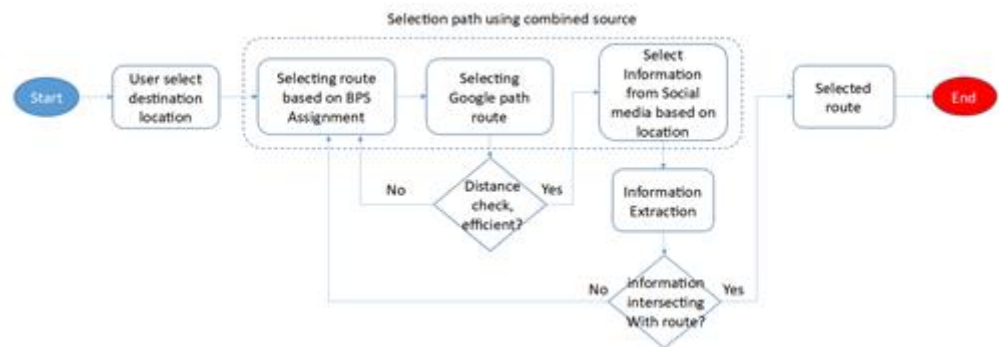 Selection path using combined source
Start
User select
destination
location
Selecting route
based on BPS
Assignment
Selecting
Google path
route
Select
Information
from Social
media based on
location
Selected
route
End
No
Distance
check,
efficient?
Yes
Information
Extraction
No
information
intersecting
With route?
Yes